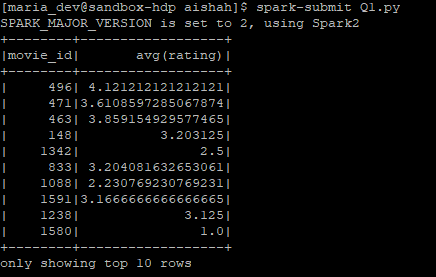 [maria_dev@sandbox-hdp aishah]$ spark-submit Q1.py
SPARK_MAJOR_VERSION is set to 2, using Spark2
+--------+------------------+
|movie_id|       avg(rating)|
+--------+------------------+
|     496| 4.121212121212121|
|     471|3.6108597285067874|
|     463| 3.859154929577465|
|     148|          3.203125|
|    1342|               2.5|
|     833| 3.204081632653061|
|    1088| 2.230769230769231|
|    1591|3.1666666666666665|
|    1238|             3.125|
|    1580|               1.0|
+--------+------------------+
only showing top 10 rows